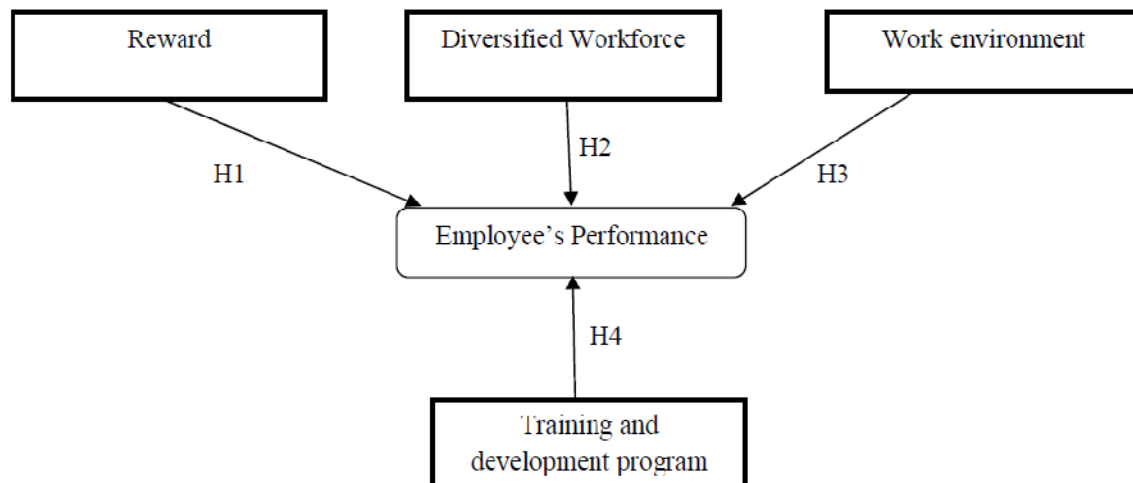 Reward
Diversified Workforce
Work environment
H1
H2
H3
Employee’s Performance
H4
Training and
development program